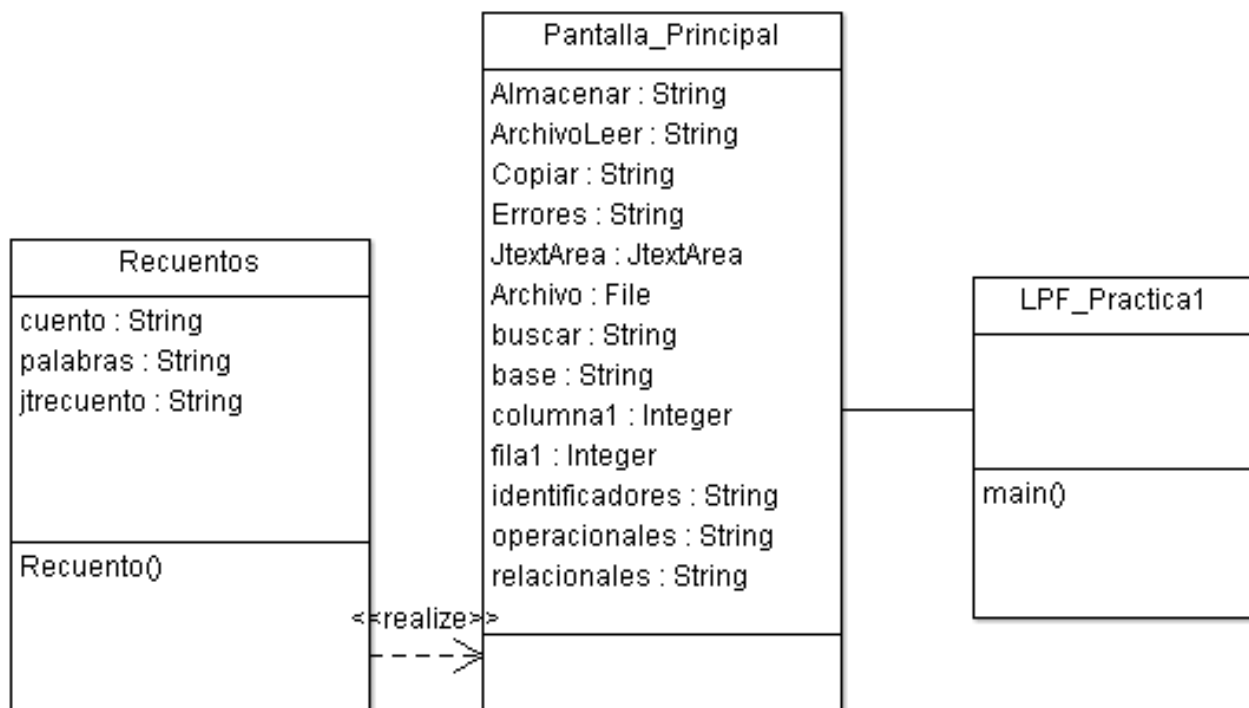 Pantalla_Principal
Almacenar : String
ArchivoLeer : String
Copiar : String
Errores : String
JtextArea : JtextArea
Archivo : File
buscar : String
base : String
columna1 : Integer
fila1 : Integer
identificadores : String
operacionales : String
relacionales : String
Recuentos
cuento : String
palabras : String
jtrecuento : String
Recuento()
<<realize>>
LPF_Practica1
main()